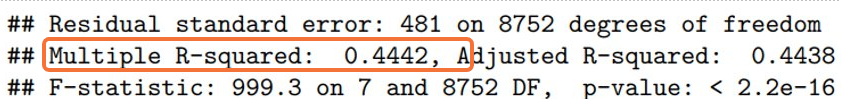 ## Residual standard error: 481 on 8752 degrees of freedom
## Multiple R-squared:  0.4442, Adjusted R-squared:  0.4438
## F-statistic: 999.3 on 7 and 8752 DF,  p-value: < 2.2e-16